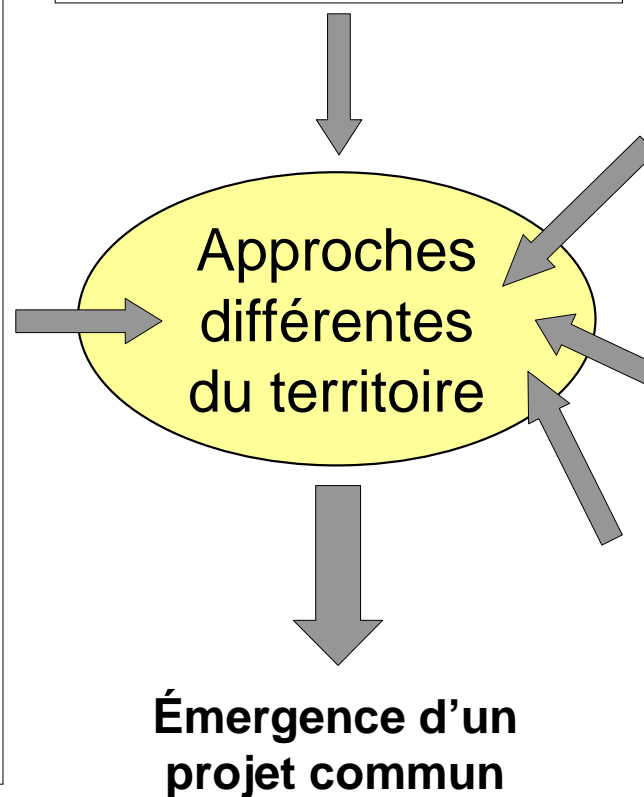 Approches
différentes
du territoire
Émergence d’un
projet commun